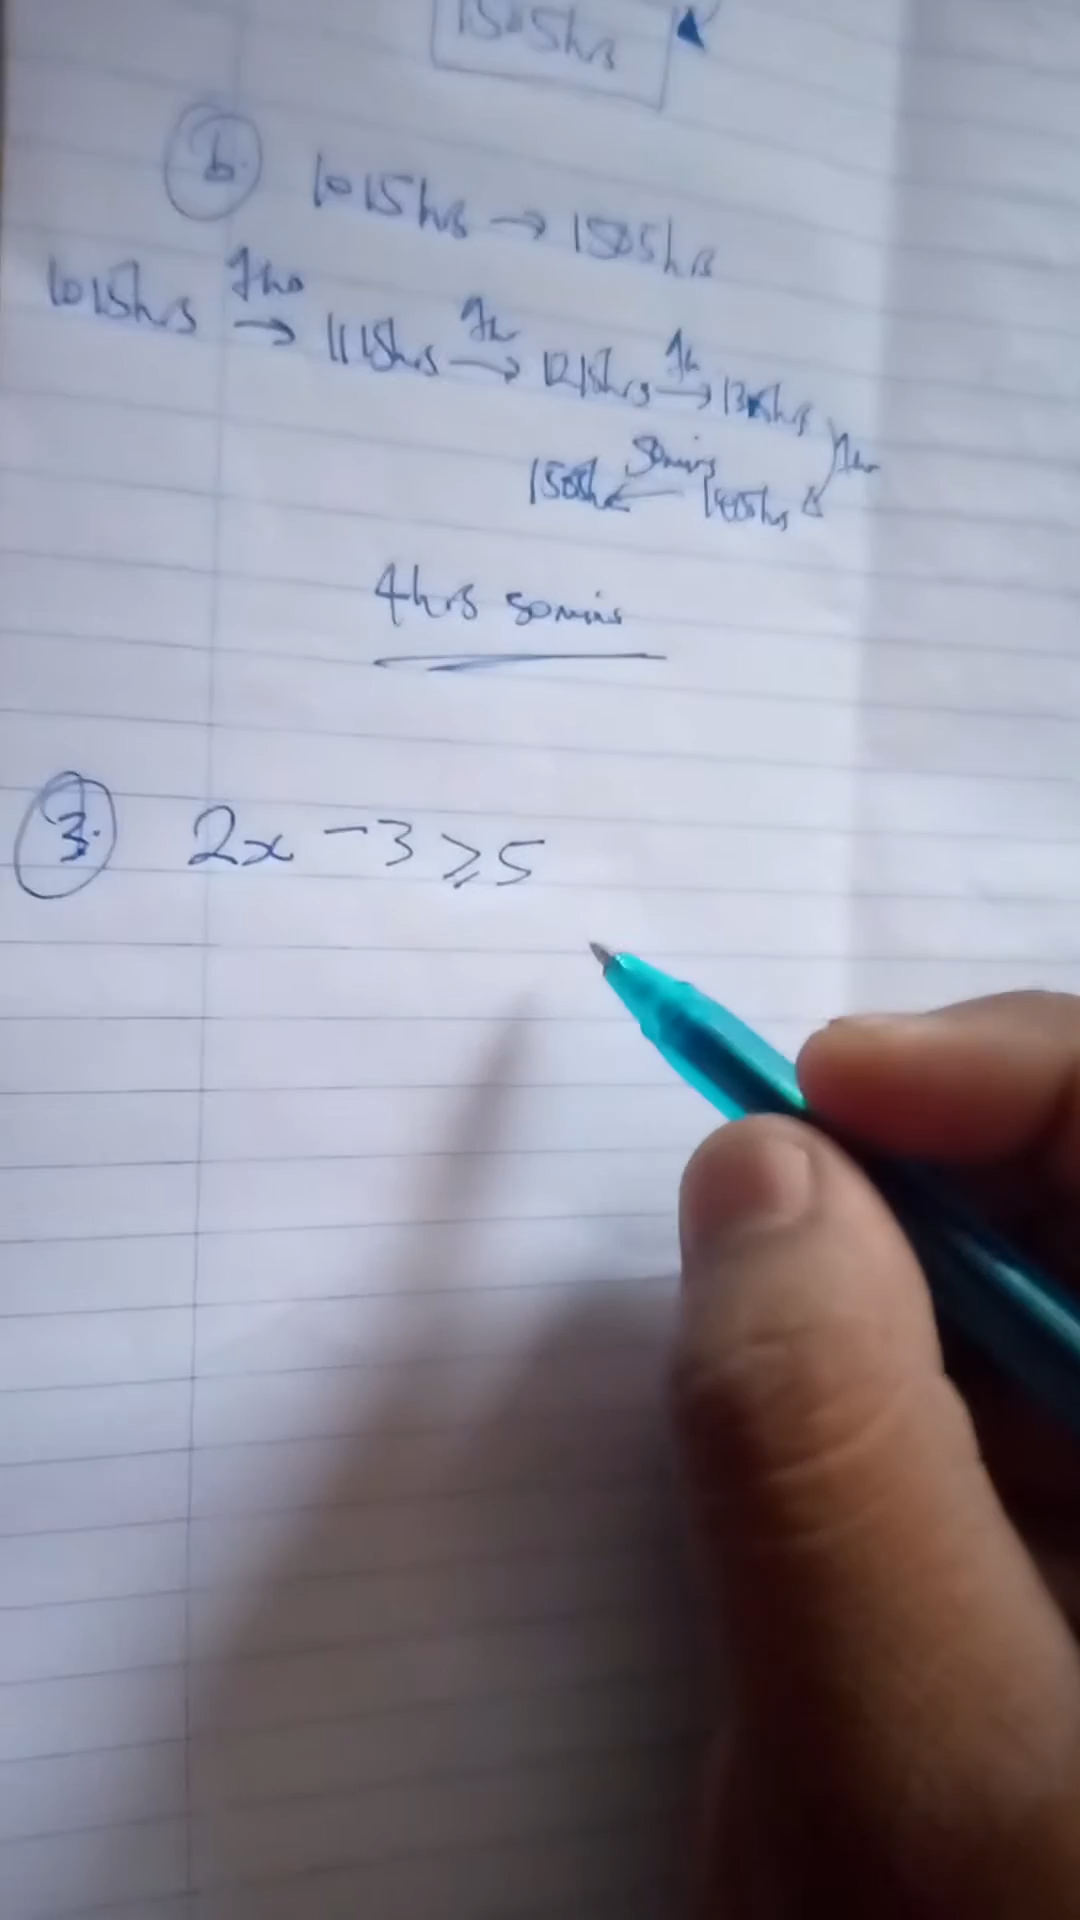 1505hrs
b. 1015hrs → 1505hrs
1015hrs 1hr → 1115hrs 1hr → 1215hrs 1hr → 1315hrs
1505hrs ← 50mins 1415hrs 1hr
4hrs 50mins
3. 2x - 3 ≥ 5